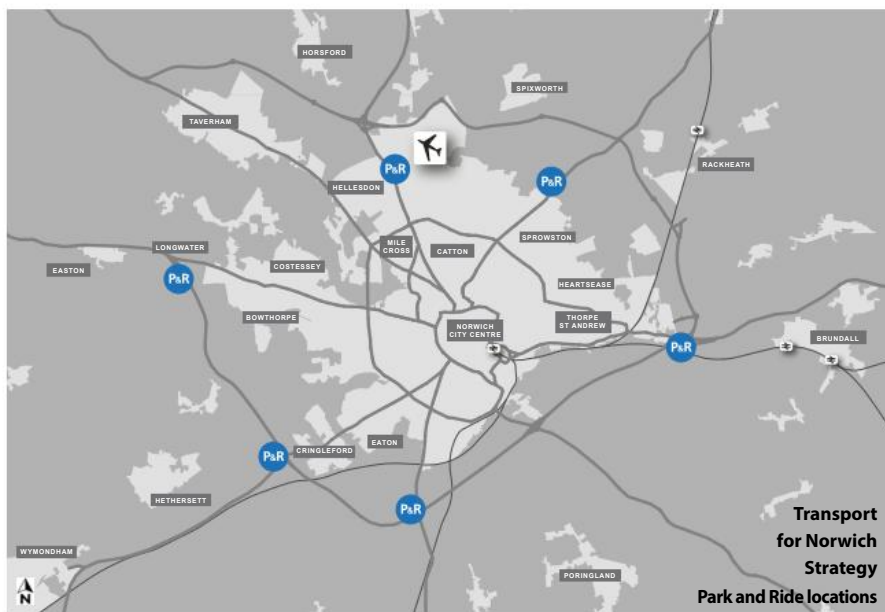 HORSFORD
SPIXWORTH
TAVERHAM
RACKHEATH
P&R
P&R
HELLESDON
MILE
CROSS
CATTON
SPROWSTON
LONGWATER
EASTON
COSTESSEY
P&R
HEARTSEASE
BOWTHORPE
NORWICH
CITY CENTRE
THORPE
ST ANDREW
BRUNDALL
P&R
EATON
CRINGLEFORD
P&R
HETHERSETT
P&R
WYMONDHAM
PORINGLAND
N
Transport
for Norwich
Strategy
Park and Ride locations